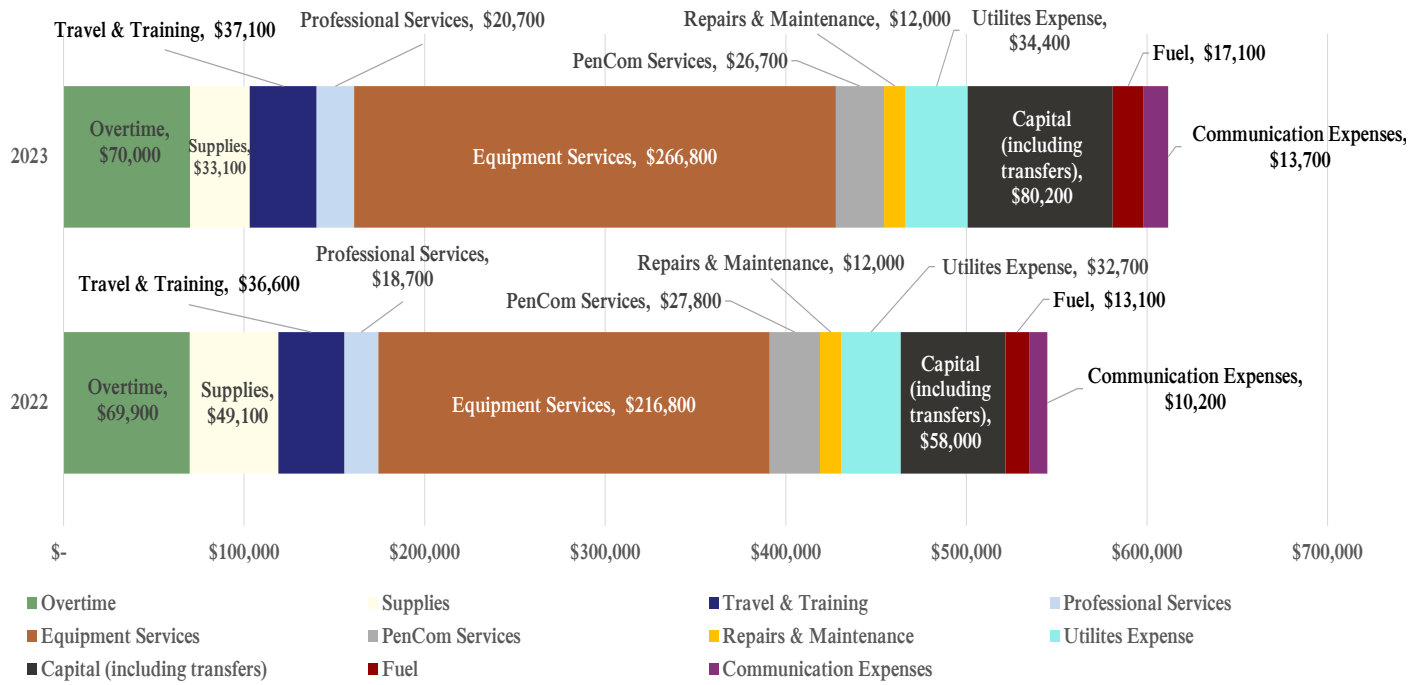 Travel & Training, $37,100
Professional Services, $20,700
Repairs & Maintenance, $12,000
Utilites Expense,
$34,400
PenCom Services, $26,700
Fuel, $17,100
2023
Overtime,
$70,000
Supplies,
$33,100
Equipment Services, $266,800
Capital
(including
transfers),
$80,200
Communication Expenses,
$13,700
Travel & Training, $36,600
Professional Services,
$18,700
PenCom Services, $27,800
Repairs & Maintenance, $12,000
Utilites Expense, $32,700
Fuel, $13,100
2022
Overtime,
$69,900
Supplies,
$49,100
Equipment Services, $216,800
Capital
(including
transfers),
$58,000
Communication Expenses,
$10,200
$- $100,000 $200,000 $300,000 $400,000 $500,000 $600,000 $700,000
Overtime Supplies Travel & Training Professional Services
Equipment Services PenCom Services Repairs & Maintenance Utilites Expense
Capital (including transfers) Fuel Communication Expenses